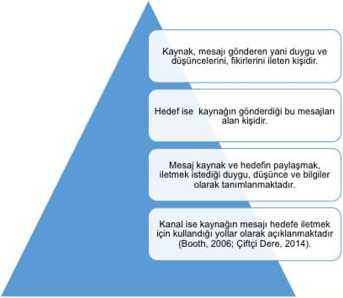 Kaynak, mesajı gönderen yani duygu ve
düşüncelerini, fikirlerini ileten kişidir.
Hedef ise kaynağın gönderdiği bu mesajları
alan kişidir.
Mesaj kaynak ve hedefin paylaşmak,
iletmek istediği duygu, düşünce ve bilgiler
olarak tanımlanmaktadır.
Kanal ise kaynağın mesajı hedefe iletmek
için kullandığı yollar olarak açıklanmaktadır
(Booth, 2006; Çiftçi Dere, 2014).